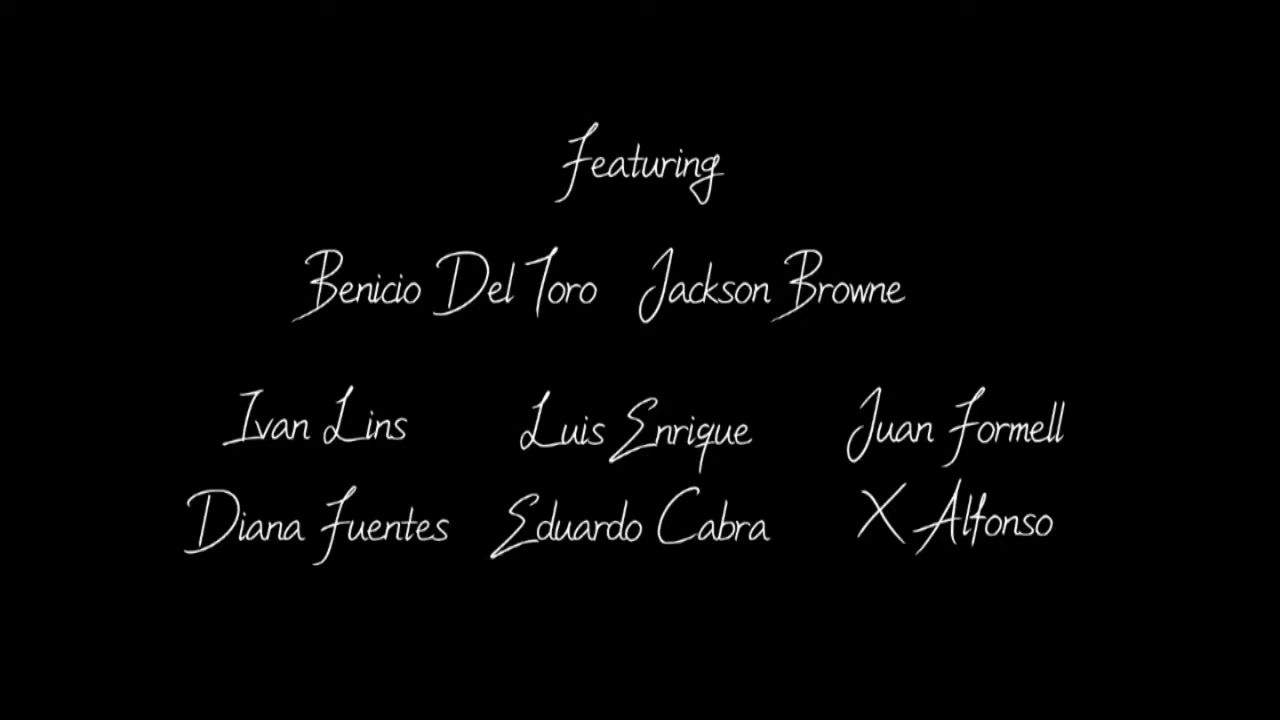 Featuring
Benicio Del Toro Jackson Browne
Ivan Lins Luis Enrique Juan Formell
Diana Fuentes Eduardo Cabra X Alfonso